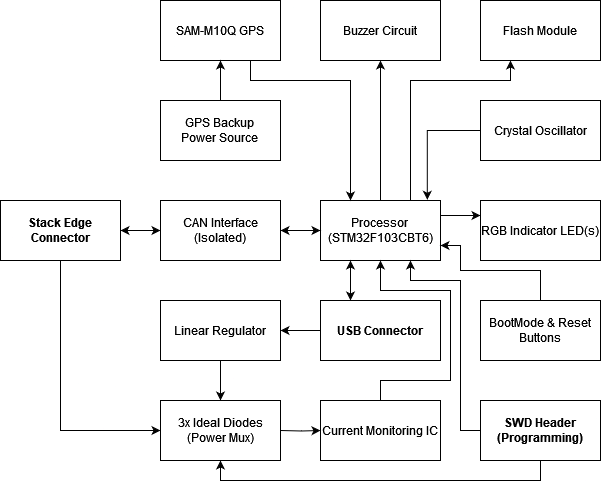 SAM-M10Q GPS
Buzzer Circuit
Flash Module
GPS Backup
Power Source
Crystal Oscillator
Stack Edge
Connector
CAN Interface
(Isolated)
Processor
(STM32F103CBT6)
RGB Indicator LED(s)
Linear Regulator
USB Connector
BootMode & Reset
Buttons
3x Ideal Diodes
(Power Mux)
Current Monitoring IC
SWD Header
(Programming)